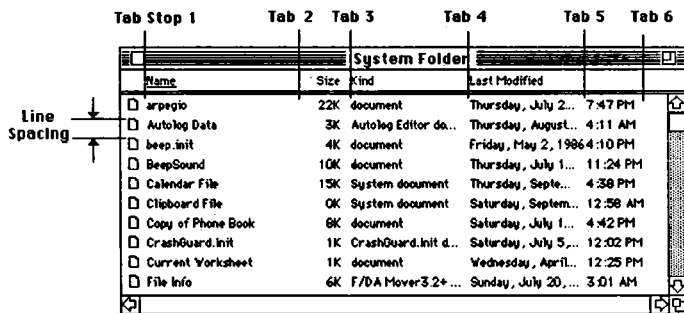 Tab Stop 1 Tab 2 Tab 3 Tab 4 Tab 5 Tab 6
System Folder
Name Size Kind Last Modified
arpegio 22K document Thursday, July 2... 7:47 PM
Line Spacing
Autolog Data 3K Autolog Editor do... Thursday, August... 4:11 AM
beep.init 4K document Friday, May 2, 1986 4:10 PM
BeepSound 10K document Thursday, July 1... 11:24 PM
Calendar File 15K System document Thursday, Septe... 4:38 PM
Clipboard File 0K System document Saturday, Septem... 12:58 AM
Copy of Phone Book 8K document Saturday, July 1... 4:42 PM
CrashGuard.Init 1K CrashGuard.Init d... Saturday, July 5,... 12:02 PM
Current Worksheet 1K document Wednesday, April... 12:25 PM
File Info 6K F/DA Mover3.2+ ... Sunday, July 20, ... 3:01 AM